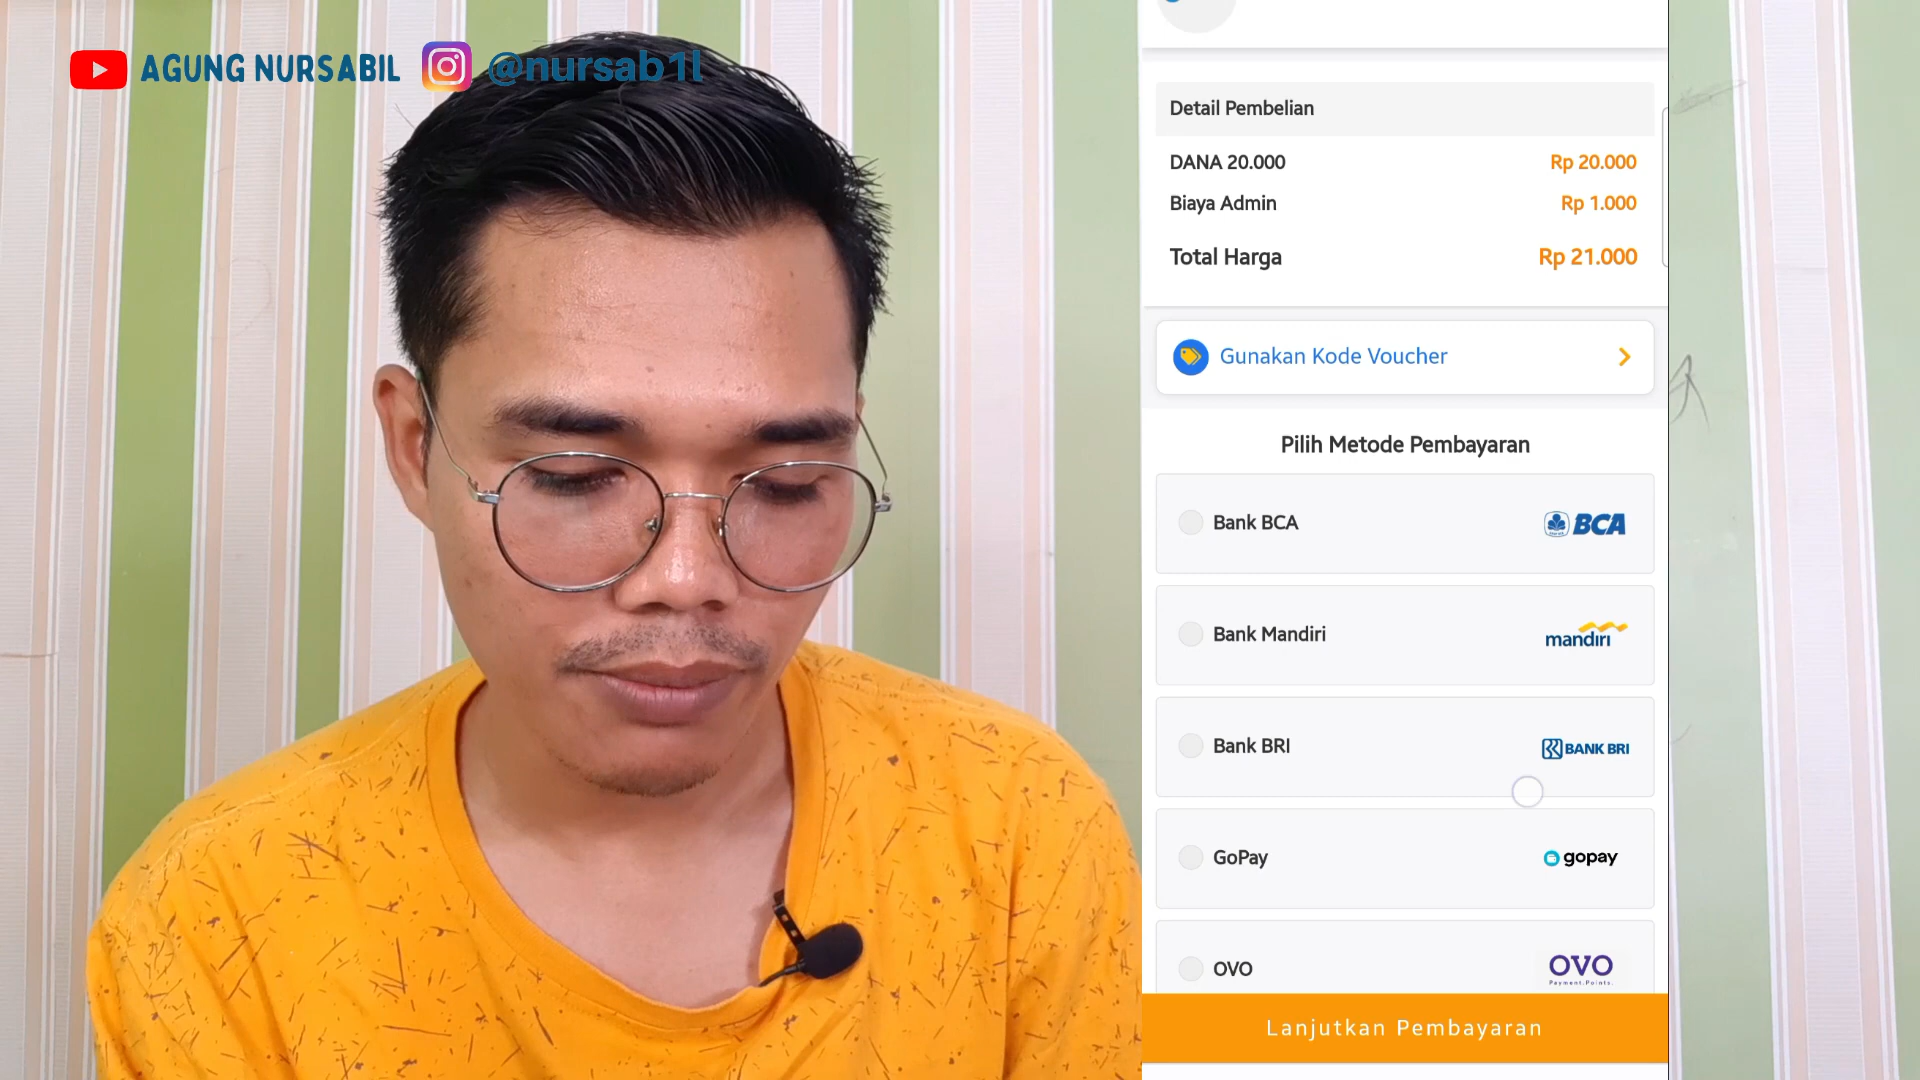 AGUNG NURSABIL @nursab1l
Detail Pembelian
DANA 20.000 Rp 20.000
Biaya Admin Rp 1.000
Total Harga Rp 21.000
Gunakan Kode Voucher
Pilih Metode Pembayaran
Bank BCA BCA
Bank Mandiri mandiri
Bank BRI BANK BRI
GoPay gopay
OVO OVO
Payment.Points.
Lanjutkan Pembayaran